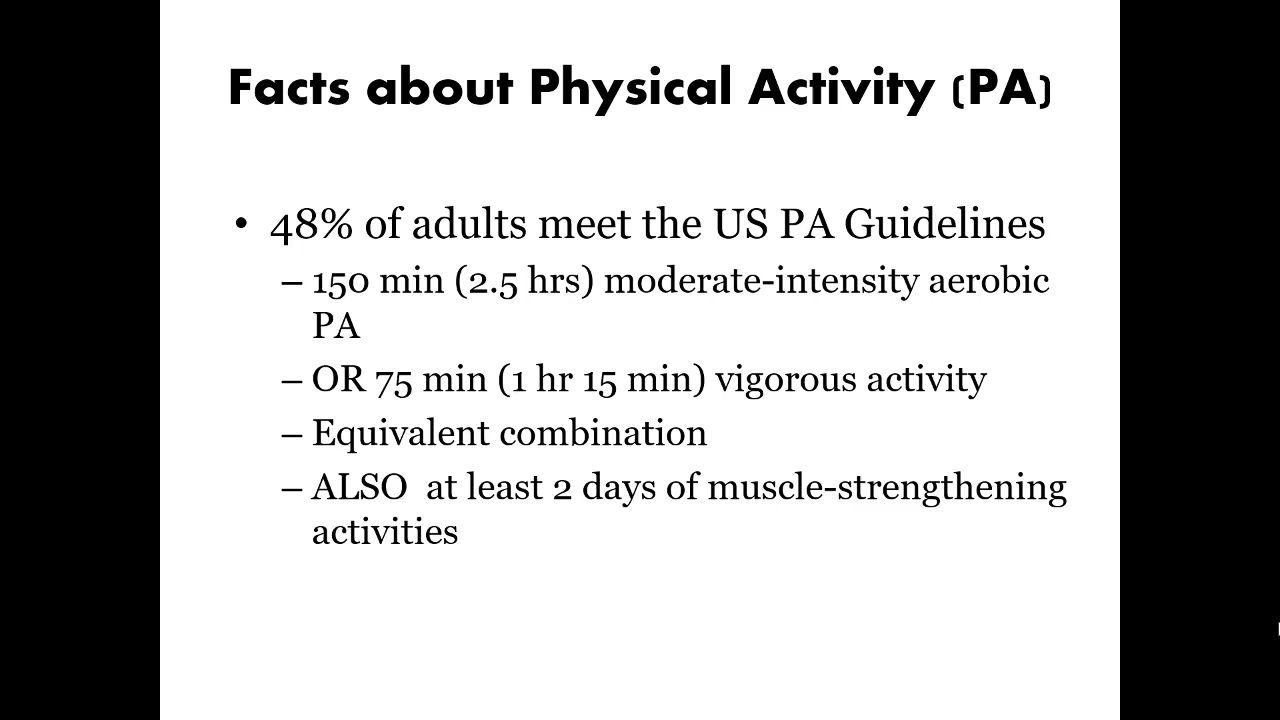 Facts about Physical Activity (PA)
• 48% of adults meet the US PA Guidelines
– 150 min (2.5 hrs) moderate-intensity aerobic
PA
– OR 75 min (1 hr 15 min) vigorous activity
– Equivalent combination
– ALSO at least 2 days of muscle-strengthening
activities